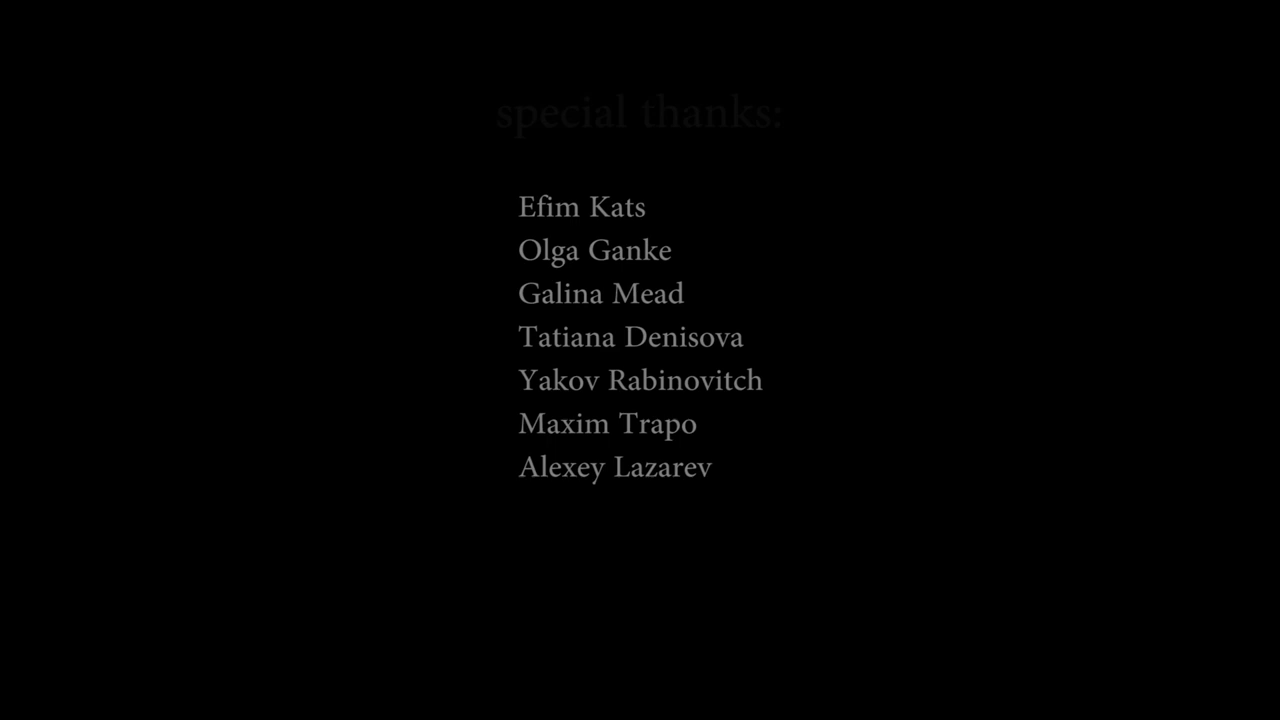 special thanks:
Efim Kats
Olga Ganke
Galina Mead
Tatiana Denisova
Yakov Rabinovitch
Maxim Trapo
Alexey Lazarev